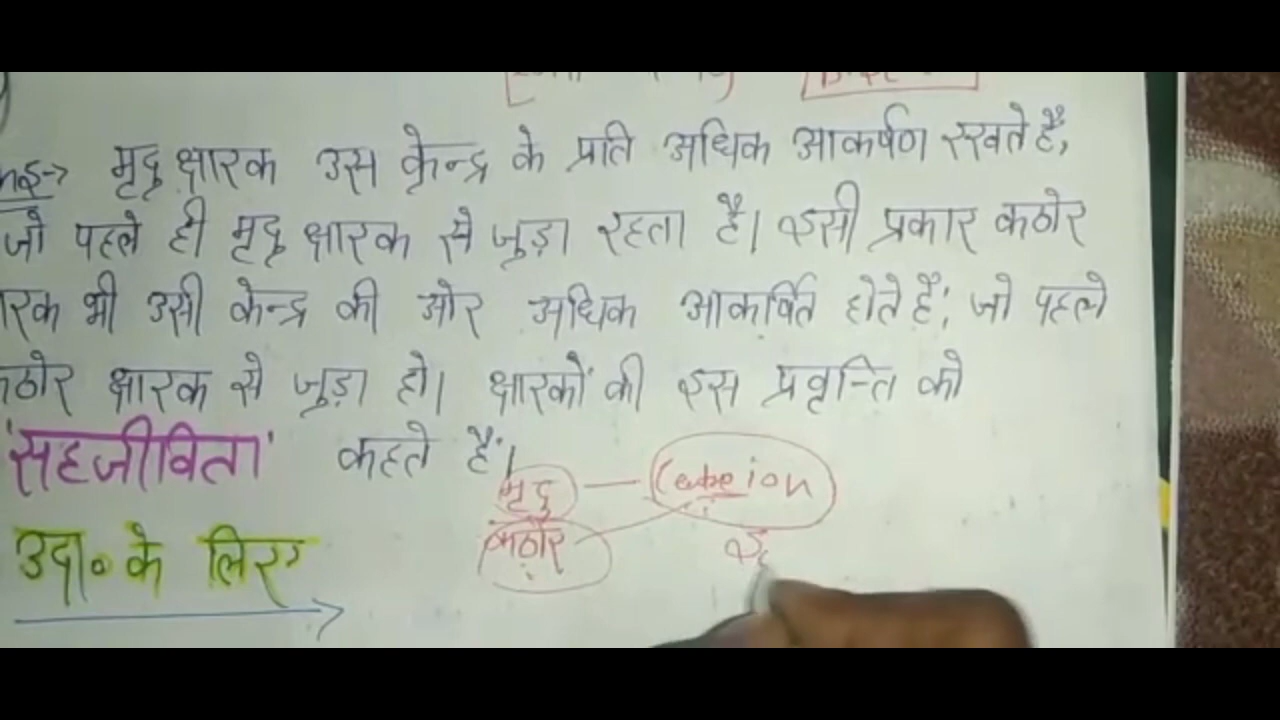 मृदु क्षारक उस केन्द्र के प्रति अधिक आकर्षण रखते हैं,
जो पहले ही मृदु क्षारक से जुड़ा रहता है। इसी प्रकार कठोर
भी उसी केन्द्र की ओर अधिक आकर्षित होते हैं, जो पहले
कठोर क्षारक से जुड़ा हो। क्षारकों की इस प्रवृन्ति को
'सहजीविता' कहते हैं।
मृदु — ion
कठोर
उदा॰ के लिए